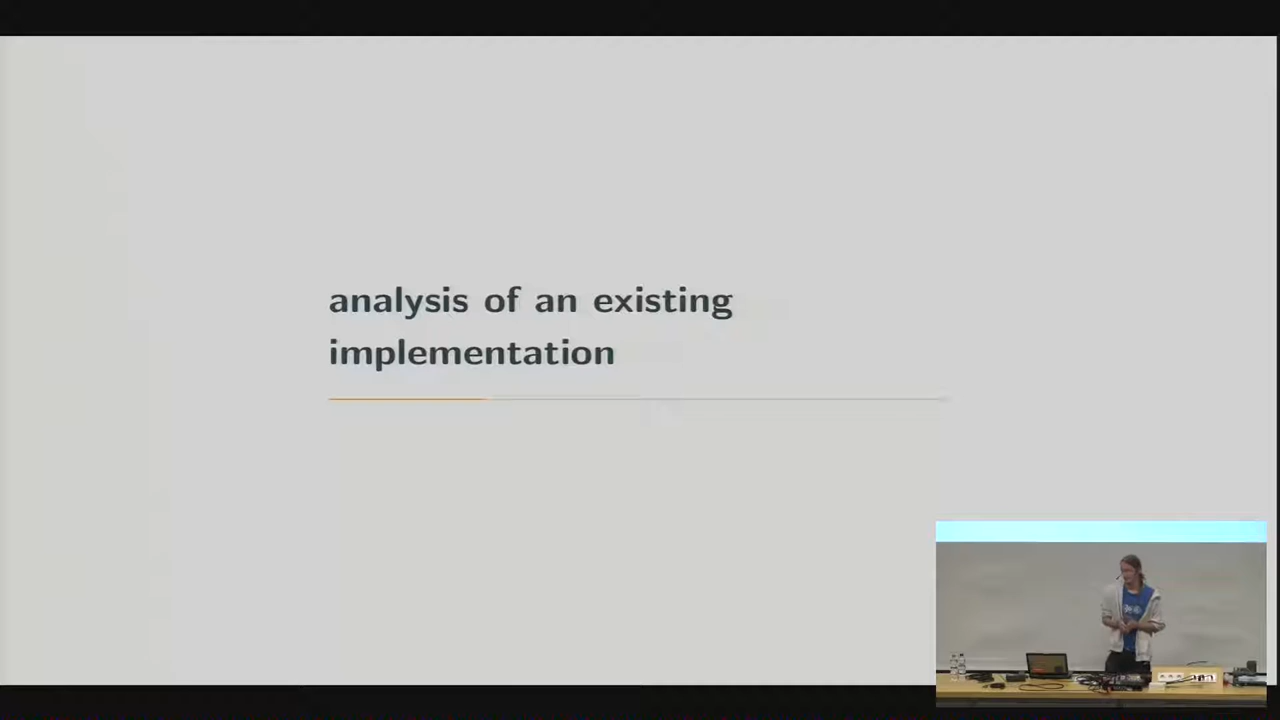 analysis of an existing
implementation